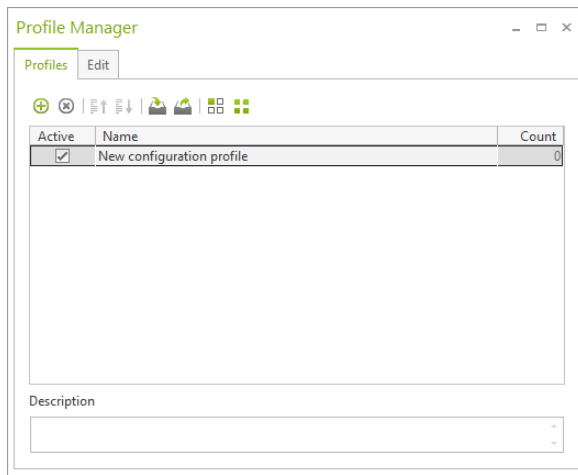 Profile Manager
Profiles Edit
Active Name Count
New configuration profile 0
Description